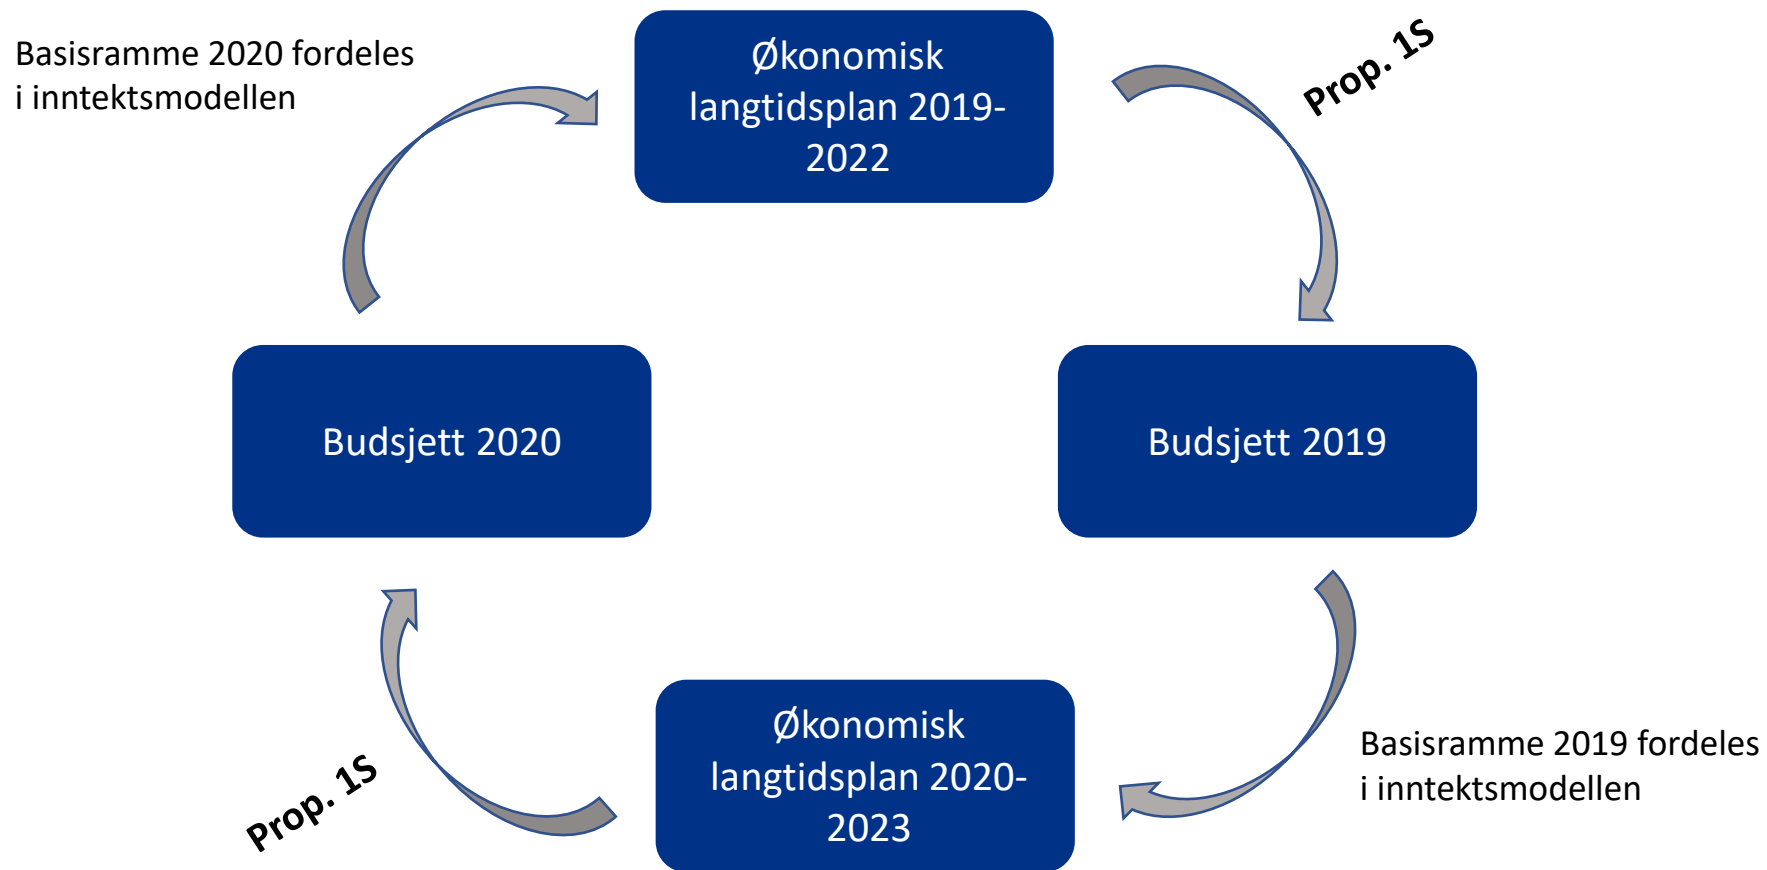 Basisramme 2020 fordeles
i inntektsmodellen
Økonomisk
langtidsplan 2019-
2022
Prop. 1S
Budsjett 2020
Budsjett 2019
Prop. 1S
Økonomisk
langtidsplan 2020-
2023
Basisramme 2019 fordeles
i inntektsmodellen